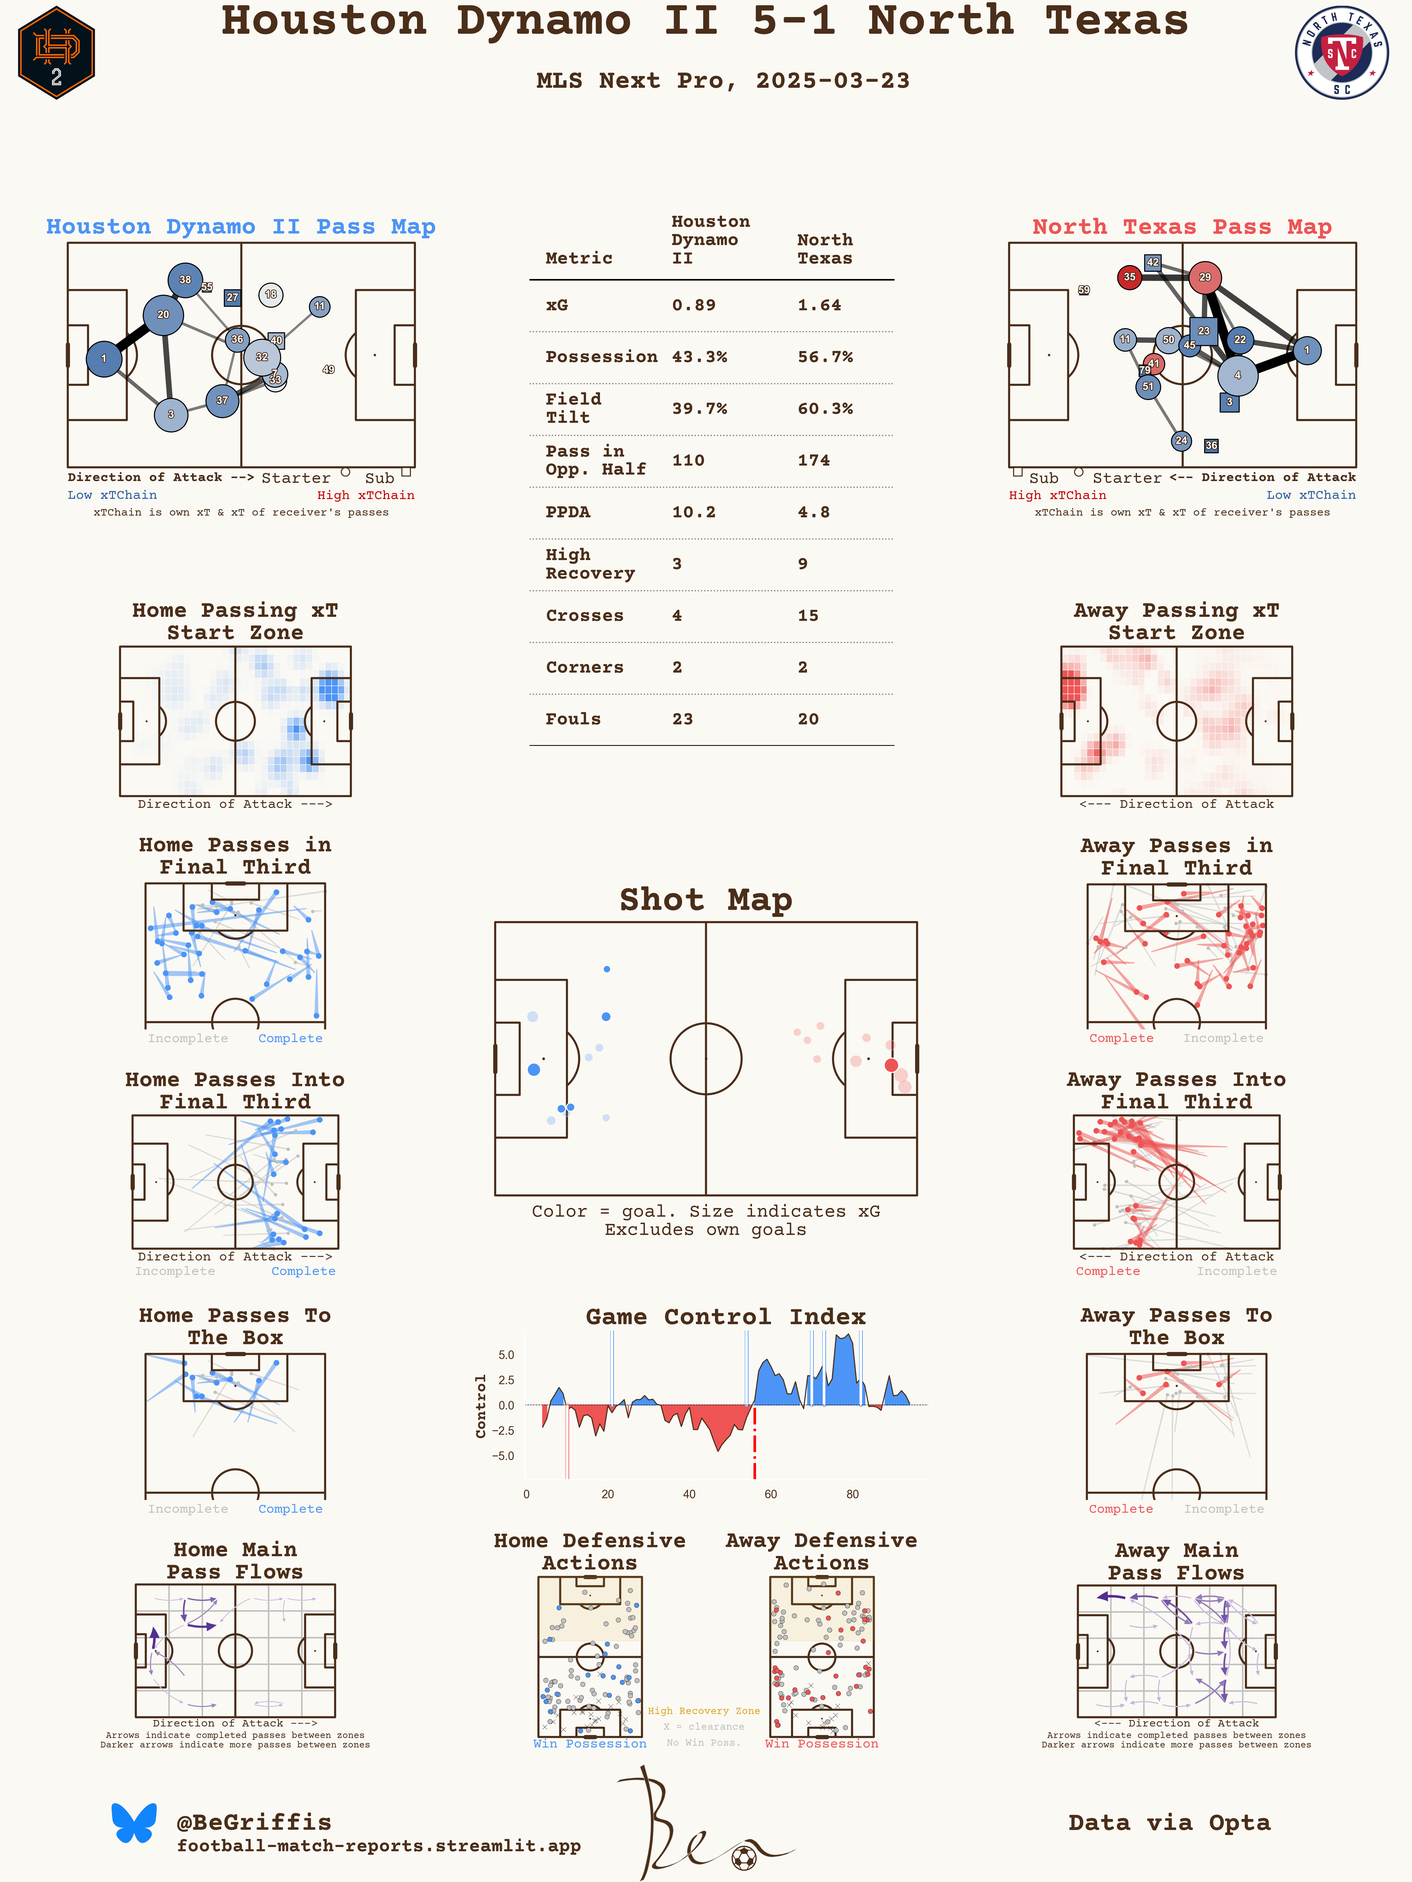 Houston Dynamo II 5-1 North Texas
MLS Next Pro, 2025-03-23
2
NORTH TEXAS
SC
SC
Houston Dynamo II Pass Map
38
55
27
18
11
20
36
40
1
32
7
33
49
37
3
Direction of Attack --> Starter Sub
Low xTChain High xTChain
xTChain is own xT & xT of receiver's passes
Metric Houston Dynamo II North Texas
xG 0.89 1.64
Possession 43.3% 56.7%
Field Tilt 39.7% 60.3%
Pass in Opp. Half 110 174
PPDA 10.2 4.8
High Recovery 3 9
Crosses 4 15
Corners 2 2
Fouls 23 20
North Texas Pass Map
42
35
29
59
23
11
50
45
22
1
41
79
4
51
3
24
36
Sub Starter <-- Direction of Attack
High xTChain Low xTChain
xTChain is own xT & xT of receiver's passes
Home Passing xT
Start Zone
Direction of Attack --->
Away Passing xT
Start Zone
<--- Direction of Attack
Home Passes in
Final Third
Incomplete Complete
Shot Map
Color = goal. Size indicates xG
Excludes own goals
Away Passes in
Final Third
Complete Incomplete
Home Passes Into
Final Third
Direction of Attack --->
Incomplete Complete
Away Passes Into
Final Third
<--- Direction of Attack
Complete Incomplete
Home Passes To
The Box
Incomplete Complete
Game Control Index
Control
5.0
2.5
0.0
−2.5
−5.0
0 20 40 60 80
Away Passes To
The Box
Complete Incomplete
Home Main
Pass Flows
Direction of Attack --->
Arrows indicate completed passes between zones
Darker arrows indicate more passes between zones
Home Defensive
Actions
Win Possession
High Recovery Zone
X = clearance
No Win Poss.
Away Defensive
Actions
Win Possession
Away Main
Pass Flows
<--- Direction of Attack
Arrows indicate completed passes between zones
Darker arrows indicate more passes between zones
@BeGriffis
football-match-reports.streamlit.app
Ben
Data via Opta